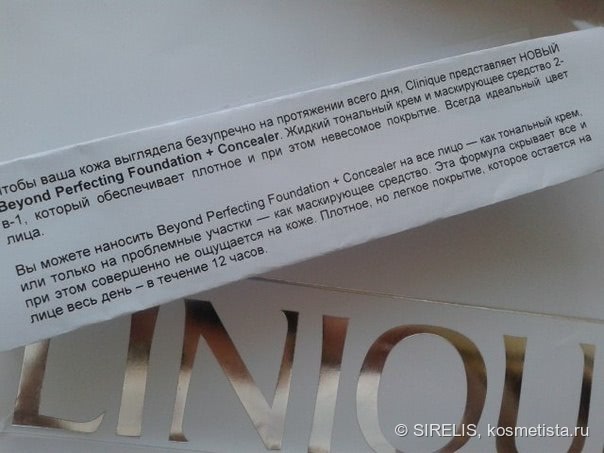 чтобы ваша кожа выглядела безупречно на протяжении всего дня, Clinique представляет НОВЫЙ
Beyond Perfecting Foundation + Concealer. Жидкий тональный крем и маскирующее средство 2-
в-1, который обеспечивает плотное и при этом невесомое покрытие. Всегда идеальный цвет
лица.
Вы можете наносить Beyond Perfecting Foundation + Concealer на все лицо — как тональный крем,
или только на проблемные участки — как маскирующее средство. Эта формула скрывает все и
при этом совершенно не ощущается на коже. Плотное, но легкое покрытие, которое остается на
лице весь день – в течение 12 часов.
LINIQU
© SIRELIS, kosmetista.ru